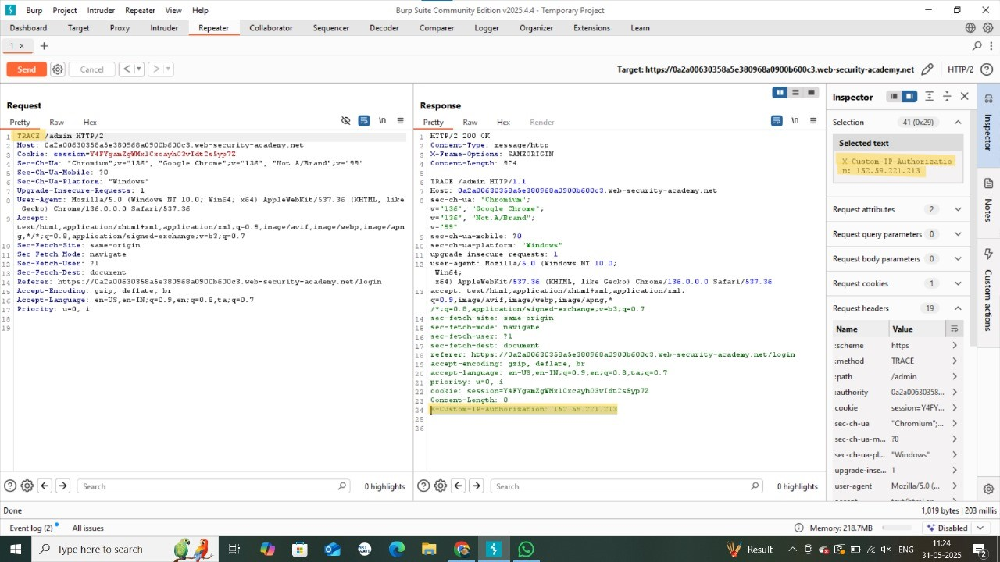 Burp Project Intruder Repeater View Help Burp Suite Community Edition v2025.4.4 - Temporary Project
Dashboard Target Proxy Intruder Repeater Collaborator Sequencer Decoder Comparer Logger Organizer Extensions Learn
1 × +
Send Cancel < > Target: https://0a2a00630358a5e380968a0900b600c3.web-security-academy.net HTTP/2
Request
Pretty Raw Hex \n
1 TRACE /admin HTTP/2
2 Host: 0a2a00630358a5e380968a0900b600c3.web-security-academy.net
3 Cookie: session=Y4FYgamZgWMx1Cxcayh03vIdt2s5yp7Z
4 Sec-Ch-Ua: "Chromium";v="136", "Google Chrome";v="136", "Not.A/Brand";v="99"
5 Sec-Ch-Ua-Mobile: ?0
6 Sec-Ch-Ua-Platform: "Windows"
7 Upgrade-Insecure-Requests: 1
8 User-Agent: Mozilla/5.0 (Windows NT 10.0; Win64; x64) AppleWebKit/537.36 (KHTML, like
Gecko) Chrome/136.0.0.0 Safari/537.36
9 Accept:
text/html,application/xhtml+xml,application/xml;q=0.9,image/avif,image/webp,image/apn
g,*/*;q=0.8,application/signed-exchange;v=b3;q=0.7
10 Sec-Fetch-Site: same-origin
11 Sec-Fetch-Mode: navigate
12 Sec-Fetch-User: ?1
13 Sec-Fetch-Dest: document
14 Referer: https://0a2a00630358a5e380968a0900b600c3.web-security-academy.net/login
15 Accept-Encoding: gzip, deflate, br
16 Accept-Language: en-US,en-IN;q=0.9,en;q=0.8,ta;q=0.7
17 Priority: u=0, i
18
19
Search 0 highlights
Response
Pretty Raw Hex Render \n
1 HTTP/2 200 OK
2 Content-Type: message/http
3 X-Frame-Options: SAMEORIGIN
4 Content-Length: 924
5
6 TRACE /admin HTTP/1.1
7 Host: 0a2a00630358a5e380968a0900b600c3.web-security-academy.net
8 sec-ch-ua: "Chromium";
v="136", "Google Chrome";
v="136", "Not.A/Brand";
v="99"
9 sec-ch-ua-mobile: ?0
10 sec-ch-ua-platform: "Windows"
11 upgrade-insecure-requests: 1
12 user-agent: Mozilla/5.0 (Windows NT 10.0;
Win64;
x64) AppleWebKit/537.36 (KHTML, like Gecko) Chrome/136.0.0.0 Safari/537.36
13 accept: text/html,application/xhtml+xml,application/xml;
q=0.9,image/avif,image/webp,image/apng,*
/*;q=0.8,application/signed-exchange;v=b3;q=0.7
14 sec-fetch-site: same-origin
15 sec-fetch-mode: navigate
16 sec-fetch-user: ?1
17 sec-fetch-dest: document
18 referer: https://0a2a00630358a5e380968a0900b600c3.web-security-academy.net/login
19 accept-encoding: gzip, deflate, br
20 accept-language: en-US,en-IN;q=0.9,en;q=0.8,ta;q=0.7
21 priority: u=0, i
22 cookie: session=Y4FYgamZgWMx1Cxcayh03vIdt2s5yp7Z
23 Content-Length: 0
24 X-Custom-IP-Authorization: 152.59.221.213
25
26
Search 0 highlights
Inspector
Selection 41 (0x29)
Selected text
X-Custom-IP-Authorizatio
n: 152.59.221.213
Request attributes 2
Request query parameters 0
Request body parameters 0
Request cookies 1
Request headers 19
Name Value
:scheme https
:method TRACE
:path /admin
:authority 0a2a0630358...
cookie session=Y4FY...
sec-ch-ua "Chromium";...
sec-ch-ua-m... ?0
sec-ch-ua-pl... "Windows"
upgrade-inse... 1
user-agent Mozilla/5.0 (...
Inspector
Notes
Custom actions
Done 1,019 bytes | 203 millis
Event log (2) All issues Memory: 218.7MB Disabled
Type here to search Result ENG 11:24
31-05-2025 2